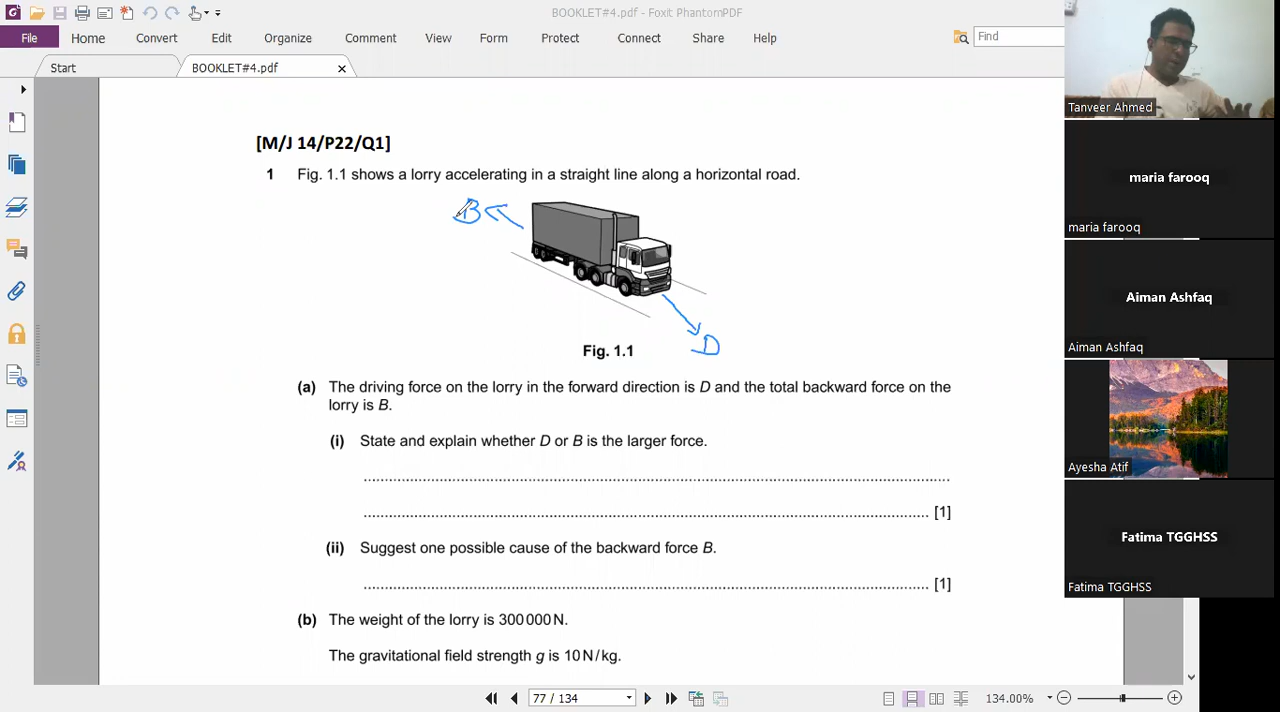 BOOKLET#4.pdf - Foxit PhantomPDF
File Home Convert Edit Organize Comment View Form Protect Connect Share Help Find
Start BOOKLET#4.pdf
[M/J 14/P22/Q1]
1 Fig. 1.1 shows a lorry accelerating in a straight line along a horizontal road.
B
D
Fig. 1.1
(a) The driving force on the lorry in the forward direction is D and the total backward force on the
lorry is B.
(i) State and explain whether D or B is the larger force.
[1]
(ii) Suggest one possible cause of the backward force B.
[1]
(b) The weight of the lorry is 300 000 N.
The gravitational field strength g is 10 N / kg.
77 / 134
134.00%
Tanveer Ahmed
maria farooq
maria farooq
Aiman Ashfaq
Aiman Ashfaq
Ayesha Atif
Fatima TGGHSS
Fatima TGGHSS